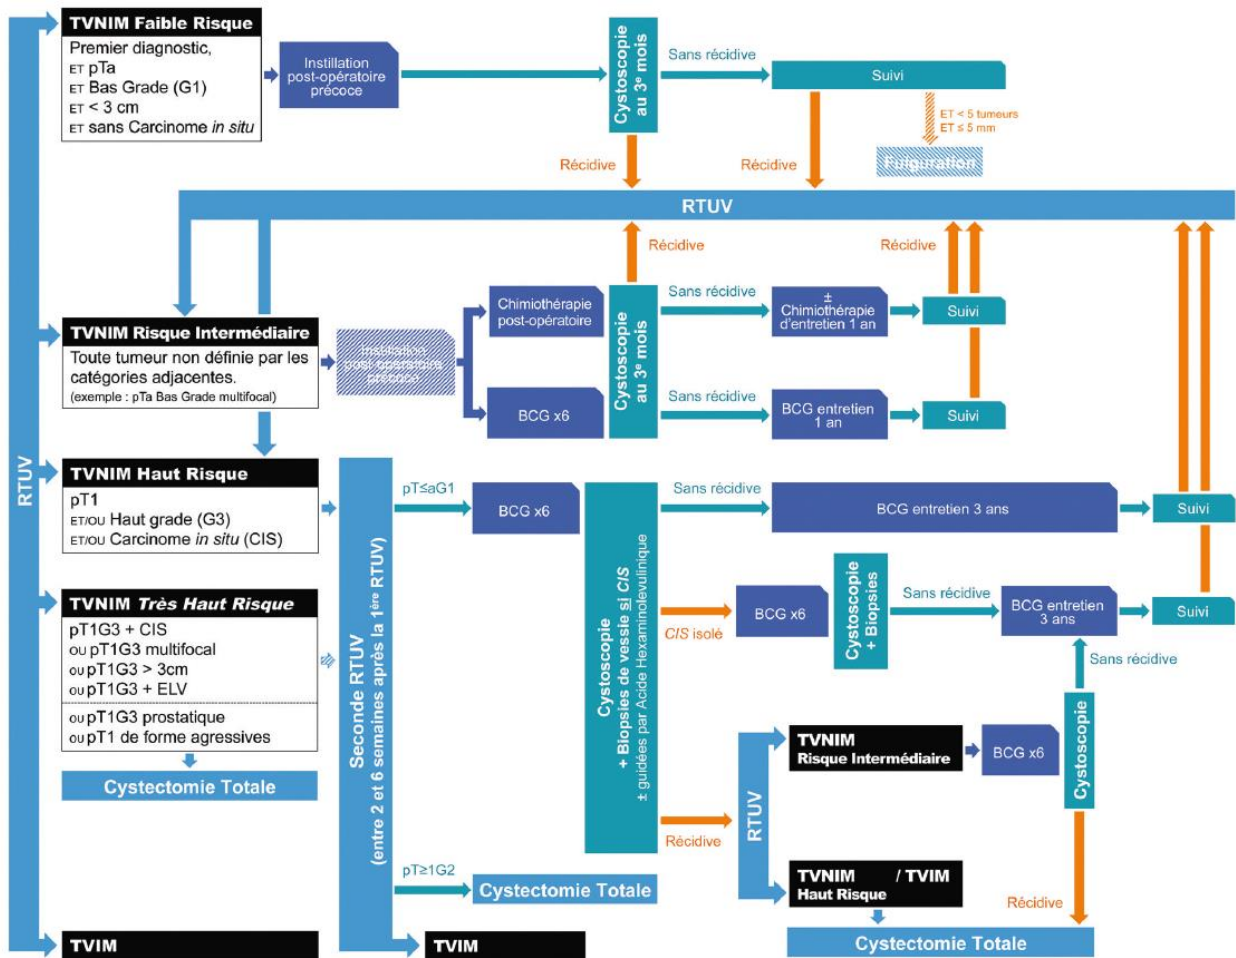 TVNIM Faible Risque
Premier diagnostic,
ET pTa
ET Bas Grade (G1)
ET < 3 cm
ET sans Carcinome in situ
Instillation
post-opératoire
précoce
Cystoscopie
au 3e mois
Sans récidive
Suivi
ET < 5 tumeurs
ET ≤ 5 mm
Fulguration
Récidive
Récidive
RTUV
Récidive
Récidive
TVNIM Risque Intermédiaire
Toute tumeur non définie par les
catégories adjacentes.
(exemple : pTa Bas Grade multifocal)
Instillation
post-opératoire
précoce
Chimiothérapie
post-opératoire
BCG x6
Cystoscopie
au 3e mois
Sans récidive
±
Chimiothérapie
d'entretien 1 an
Suivi
Sans récidive
BCG entretien
1 an
Suivi
RTUV
TVNIM Haut Risque
pT1
ET/OU Haut grade (G3)
ET/OU Carcinome in situ (CIS)
TVNIM Très Haut Risque
pT1G3 + CIS
OU pT1G3 multifocal
OU pT1G3 > 3cm
OU pT1G3 + ELV
OU pT1G3 prostatique
OU pT1 de forme agressives
Cystectomie Totale
TVIM
Seconde RTUV
(entre 2 et 6 semaines après la 1ère RTUV)
pT≤aG1
BCG x6
pT≥1G2
Cystectomie Totale
TVIM
Cystoscopie
+ Biopsies de vessie si CIS
± guidées par Acide Hexaminolevulinique
Sans récidive
BCG entretien 3 ans
Suivi
CIS isolé
BCG x6
Cystoscopie
+ Biopsies
Sans récidive
BCG entretien
3 ans
Suivi
Sans récidive
Récidive
RTUV
TVNIM
Risque Intermédiaire
BCG x6
Cystoscopie
TVNIM / TVIM
Haut Risque
Récidive
Cystectomie Totale